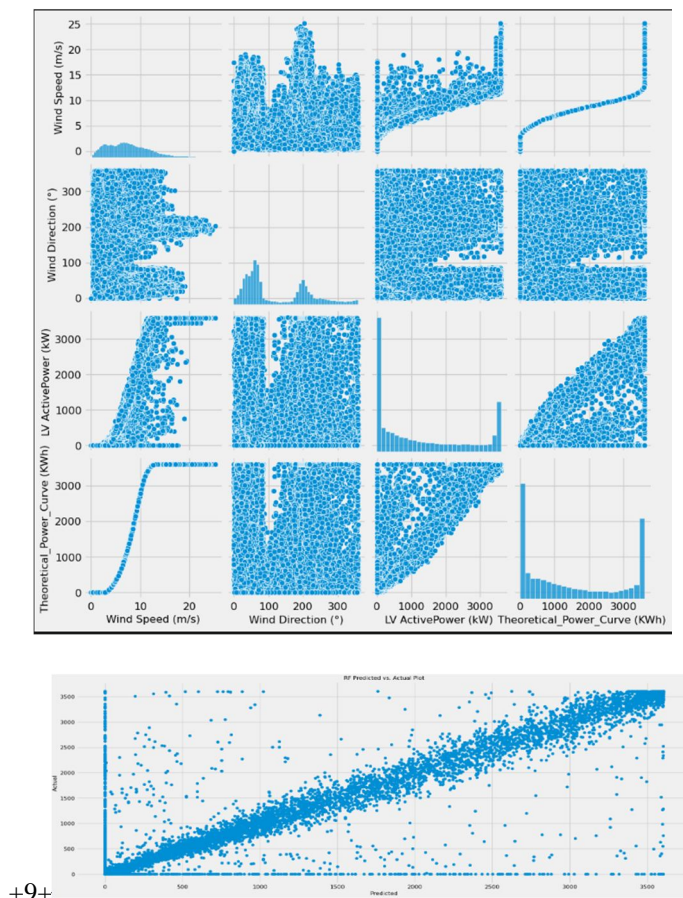 25
20
15
10
5
0
Wind Speed (m/s)
300
200
100
0
Wind Direction (°)
3000
2000
1000
0
LV ActivePower (kW)
3000
2000
1000
0
Theoretical_Power_Curve (KWh)
0 10 20 0 100 200 300 0 1000 2000 3000 0 1000 2000 3000
Wind Speed (m/s) Wind Direction (°) LV ActivePower (kW) Theoretical_Power_Curve (KWh)
RF Predicted vs. Actual Plot
3500
3000
2500
2000
1500
1000
500
0
Actual
0 500 1000 1500 2000 2500 3000 3500
Predicted
+9+